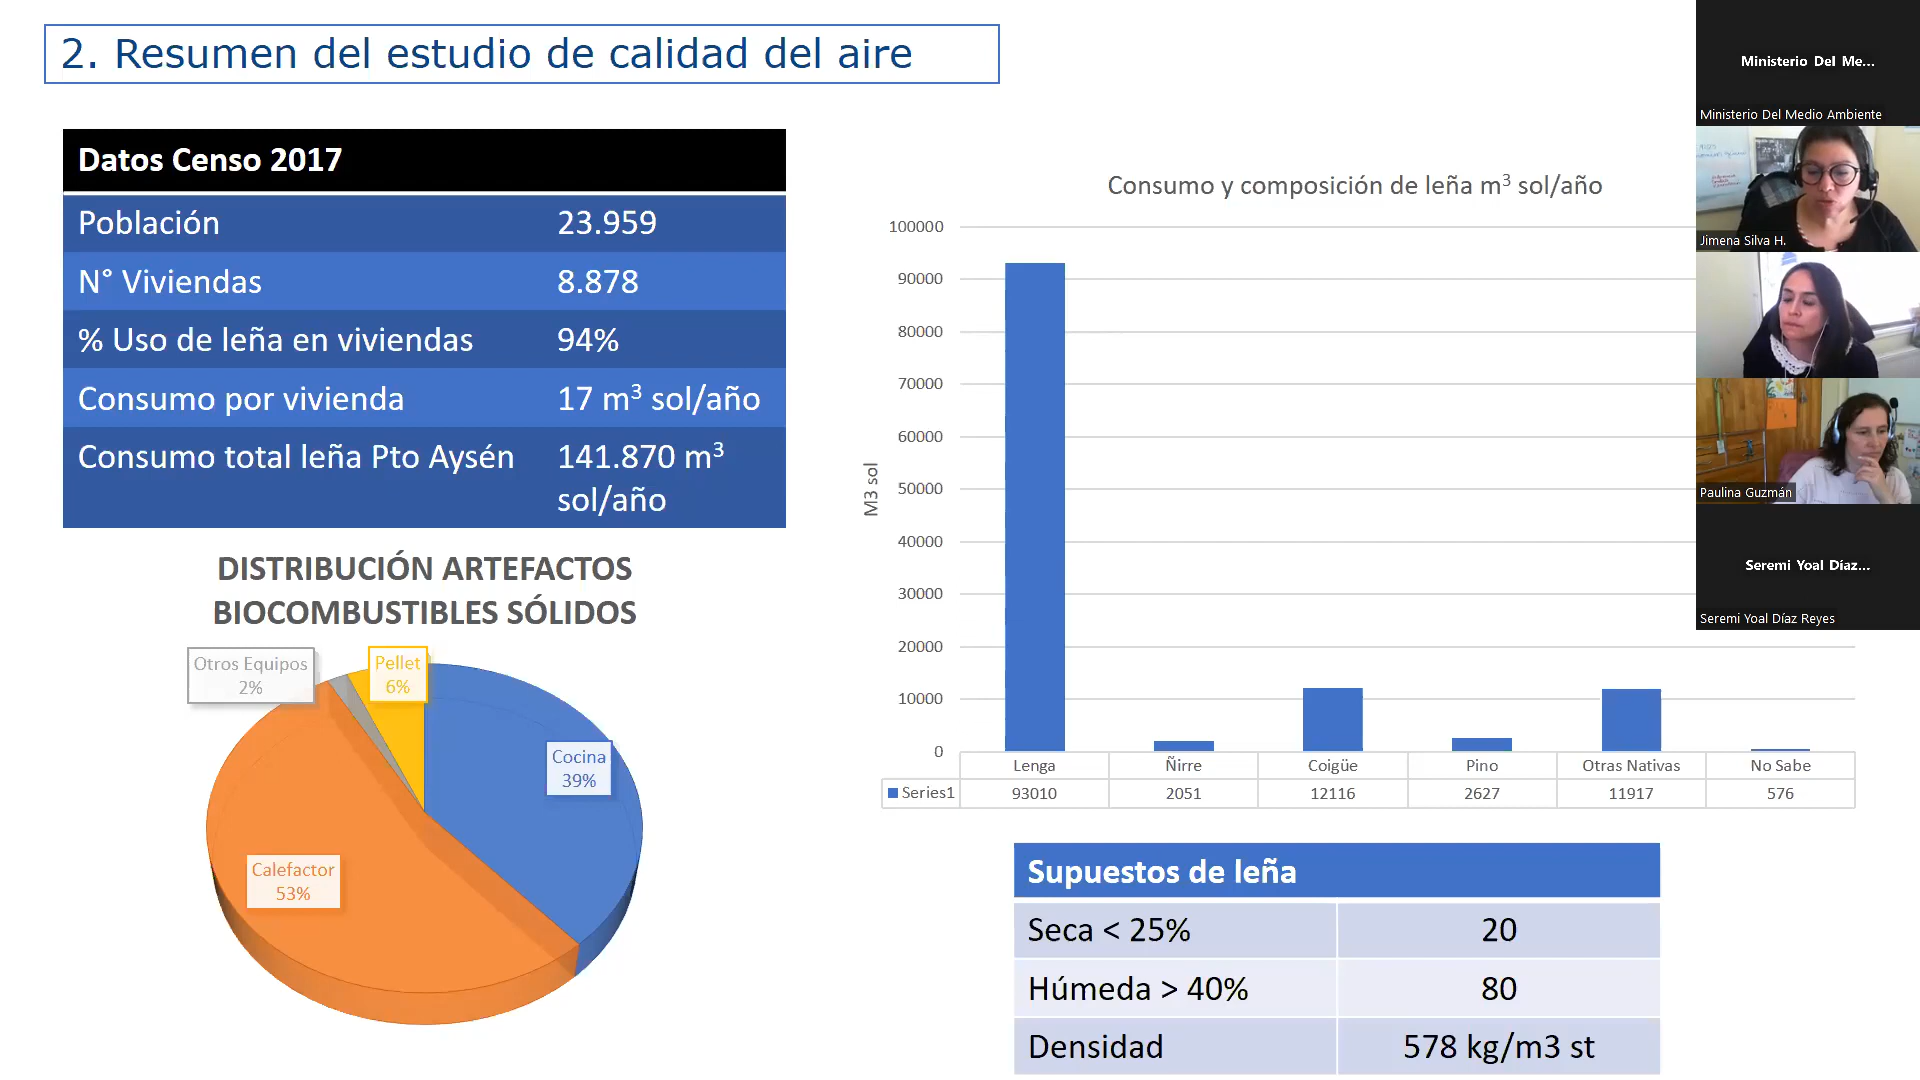 2. Resumen del estudio de calidad del aire
Datos Censo 2017
Población 23.959
N° Viviendas 8.878
% Uso de leña en viviendas 94%
Consumo por vivienda 17 m³ sol/año
Consumo total leña Pto Aysén 141.870 m³
sol/año
DISTRIBUCIÓN ARTEFACTOS
BIOCOMBUSTIBLES SÓLIDOS
Otros Equipos
2%
Pellet
6%
Cocina
39%
Calefactor
53%
Consumo y composición de leña m³ sol/año
M3 sol
100000
90000
80000
70000
60000
50000
40000
30000
20000
10000
0
Lenga Ñirre Coigüe Pino Otras Nativas No Sabe
Series1 93010 2051 12116 2627 11917 576
Supuestos de leña
Seca < 25% 20
Húmeda > 40% 80
Densidad 578 kg/m3 st
Ministerio Del Me...
Ministerio Del Medio Ambiente
Jimena Silva H.
Paulina Guzmán
Seremi Yoal Díaz...
Seremi Yoal Díaz Reyes